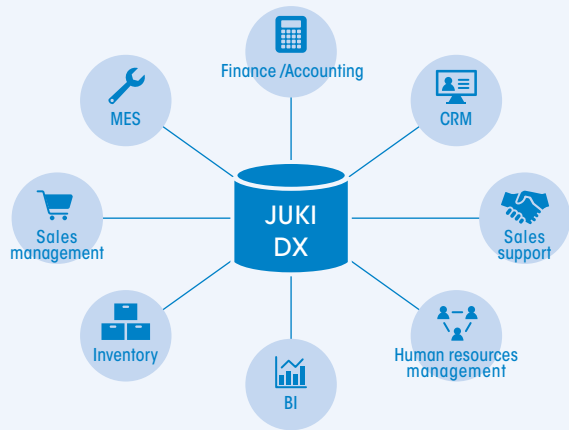 Finance /Accounting
MES
CRM
JUKI
DX
Sales
management
Sales
support
Inventory
Human resources
management
BI